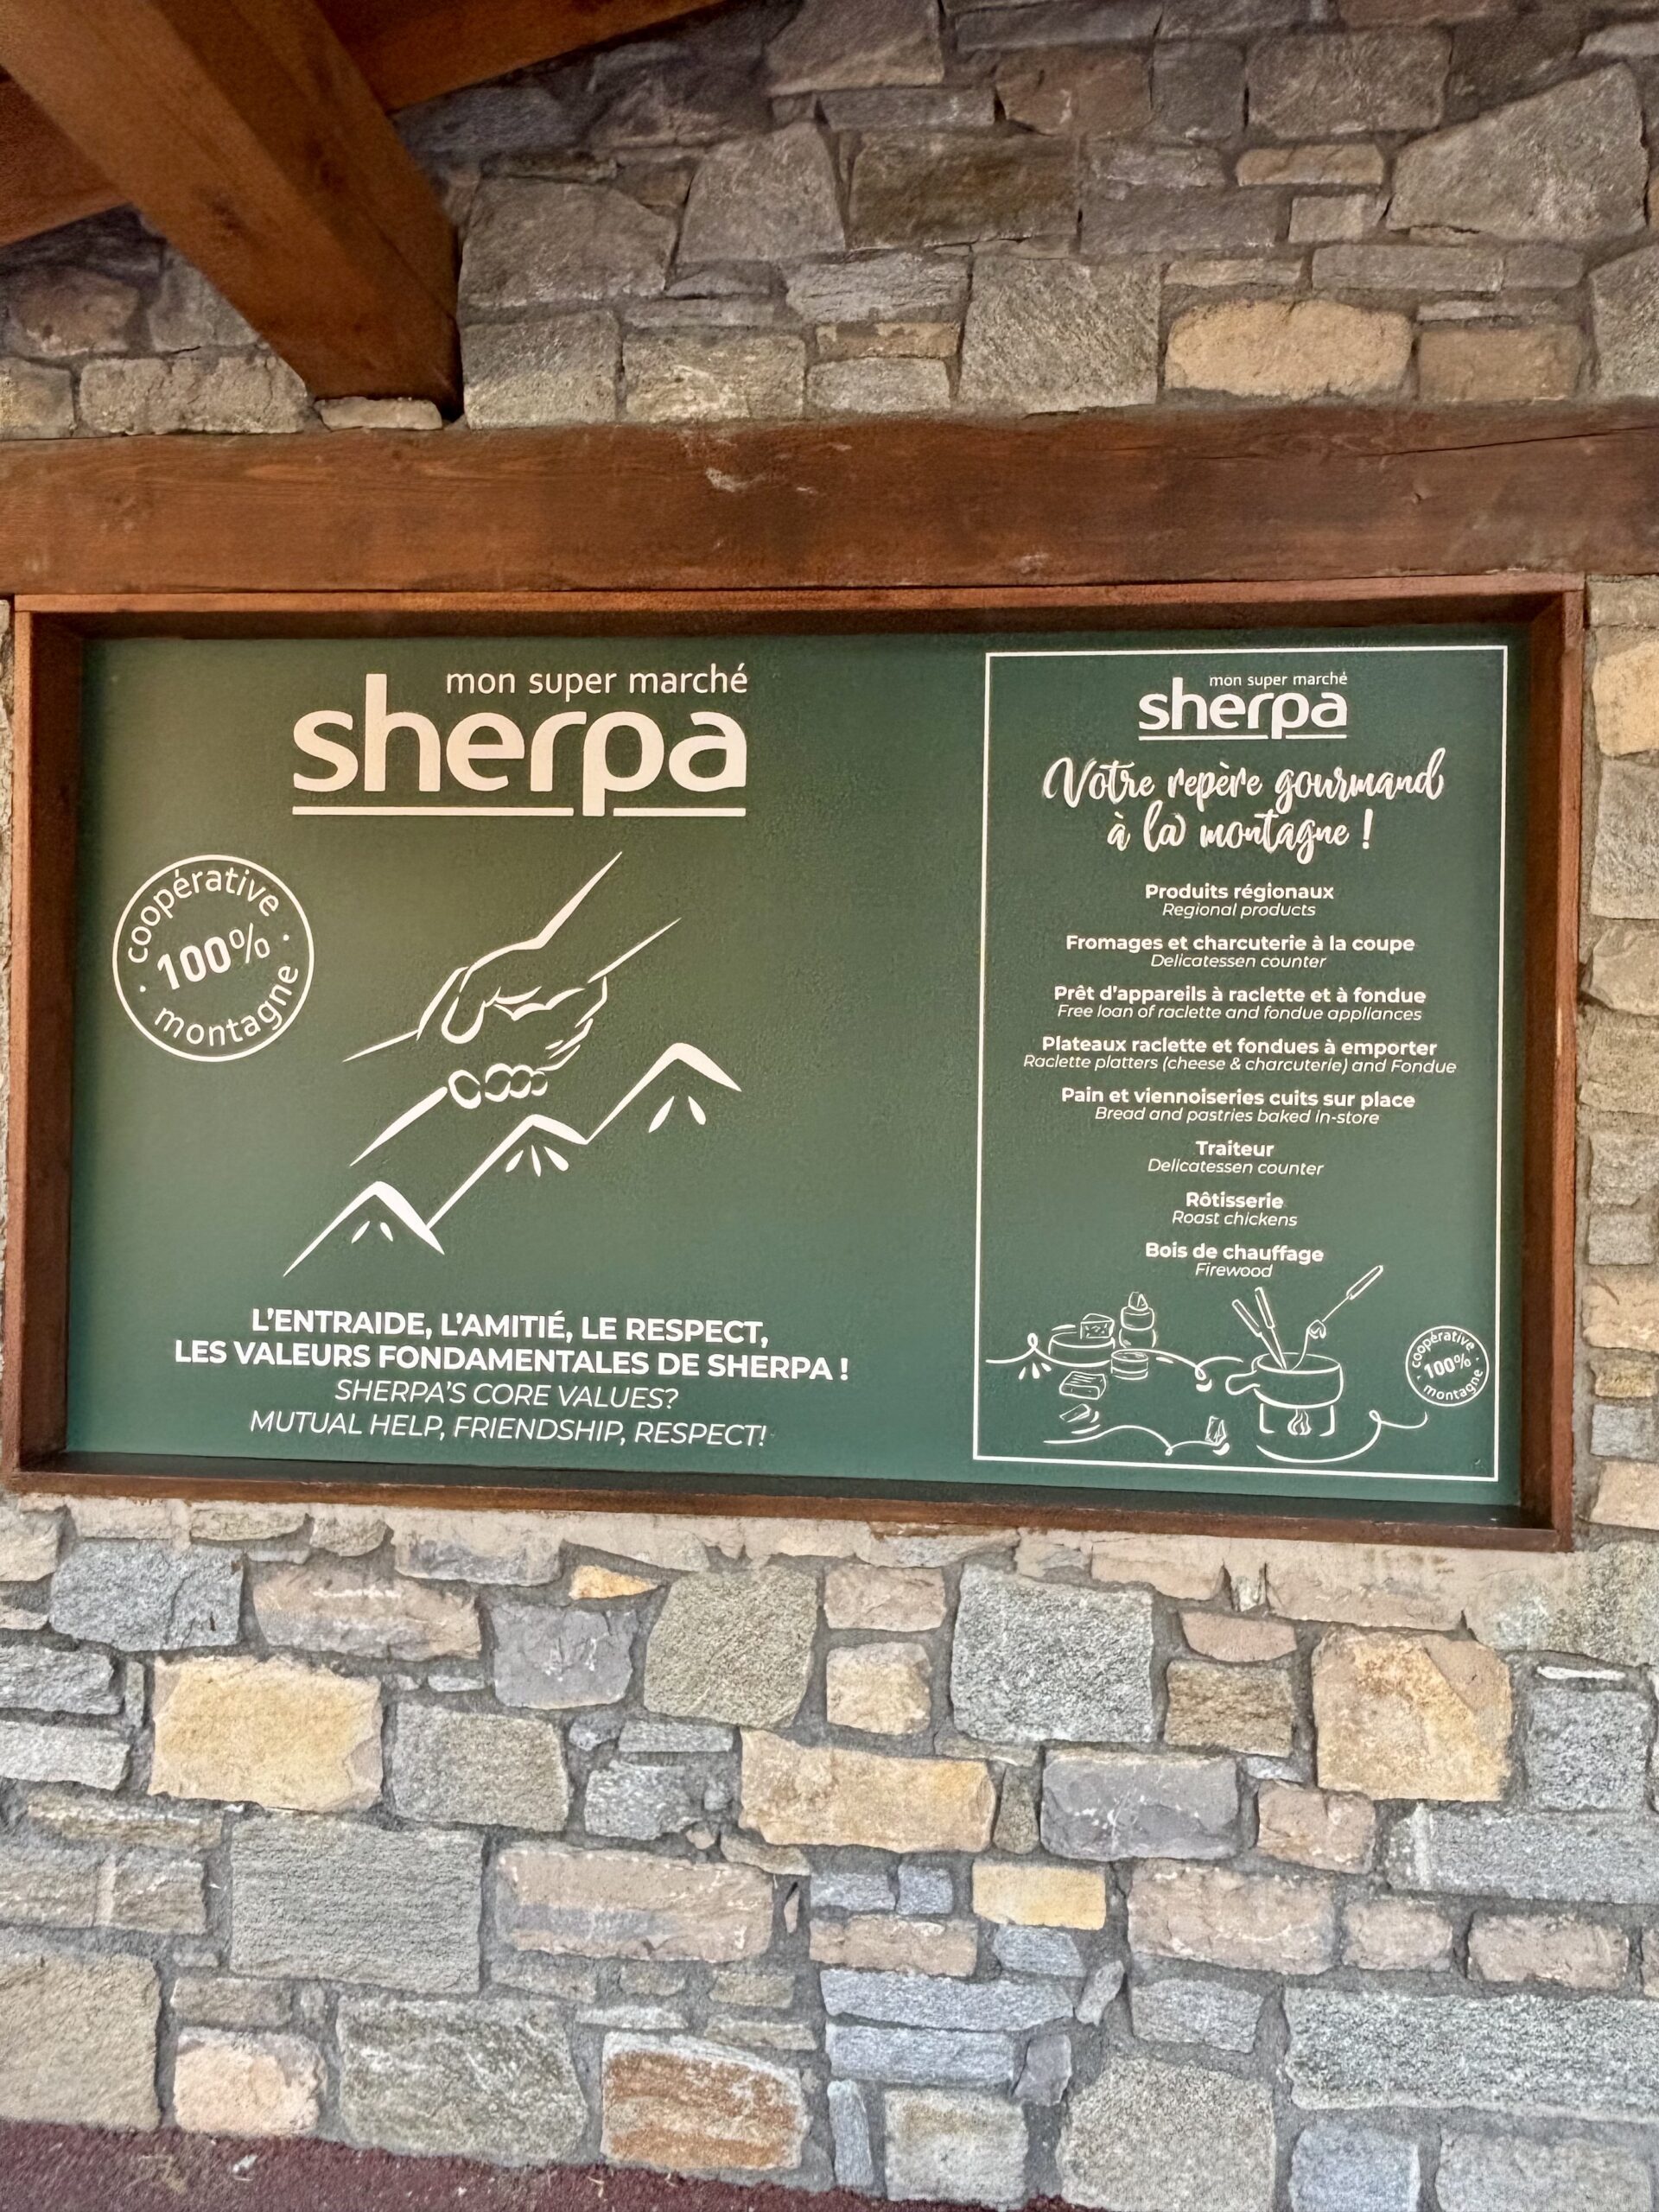 mon super marché
sherpa
coopérative
100%
montagne
L'ENTRAIDE, L'AMITIÉ, LE RESPECT,
LES VALEURS FONDAMENTALES DE SHERPA !
SHERPA'S CORE VALUES?
MUTUAL HELP, FRIENDSHIP, RESPECT!
mon super marché
sherpa
Votre repère gourmand
à la montagne !
Produits régionaux
Regional products
Fromages et charcuterie à la coupe
Delicatessen counter
Prêt d'appareils à raclette et à fondue
Free loan of raclette and fondue appliances
Plateaux raclette et fondues à emporter
Raclette platters (cheese & charcuterie) and Fondue
Pain et viennoiseries cuits sur place
Bread and pastries baked in-store
Traiteur
Delicatessen counter
Rôtisserie
Roast chickens
Bois de chauffage
Firewood
coopérative
100%
montagne